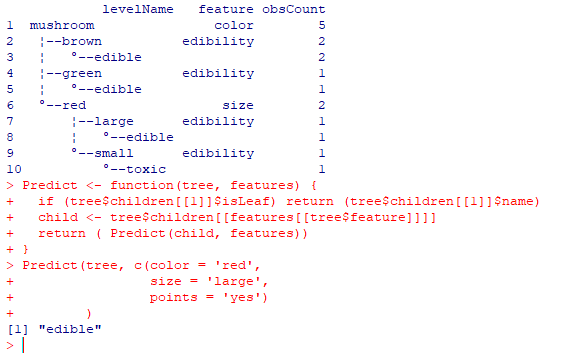 levelName    feature obsCount
1  mushroom                color        5
2   ¦--brown          edibility        2
3   ¦   °--edible                      2
4   ¦--green          edibility        1
5   ¦   °--edible                      1
6   °--red                 size        2
7       ¦--large      edibility        1
8       ¦   °--edible                  1
9       °--small      edibility        1
10          °--toxic                   1
> Predict <- function(tree, features) {
+   if (tree$children[[1]]$isLeaf) return (tree$children[[1]]$name)
+   child <- tree$children[[features[[tree$feature]]]]
+   return ( Predict(child, features))
+ }
> Predict(tree, c(color = 'red',
+                 size = 'large',
+                 points = 'yes')
+         )
[1] "edible"
>